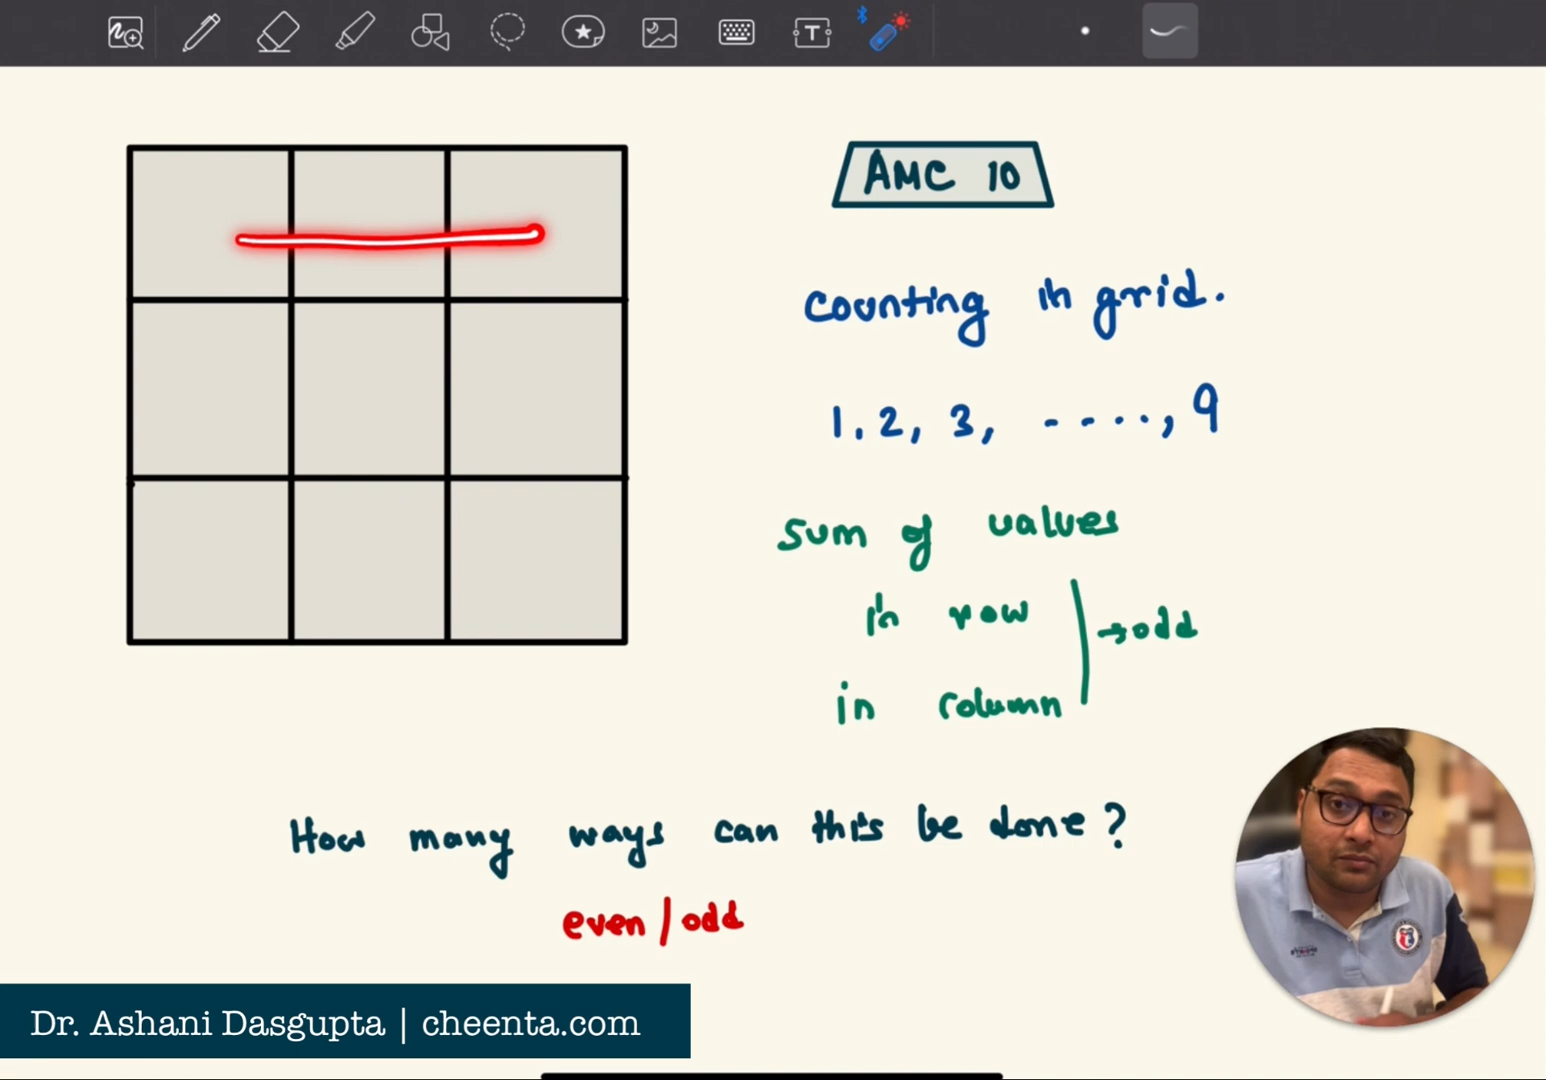 AMC 10
counting in grid.
1, 2, 3, ....., 9
sum of values
in row
→ odd
in column
How many ways can this be done?
even / odd
Dr. Ashani Dasgupta | cheenta.com